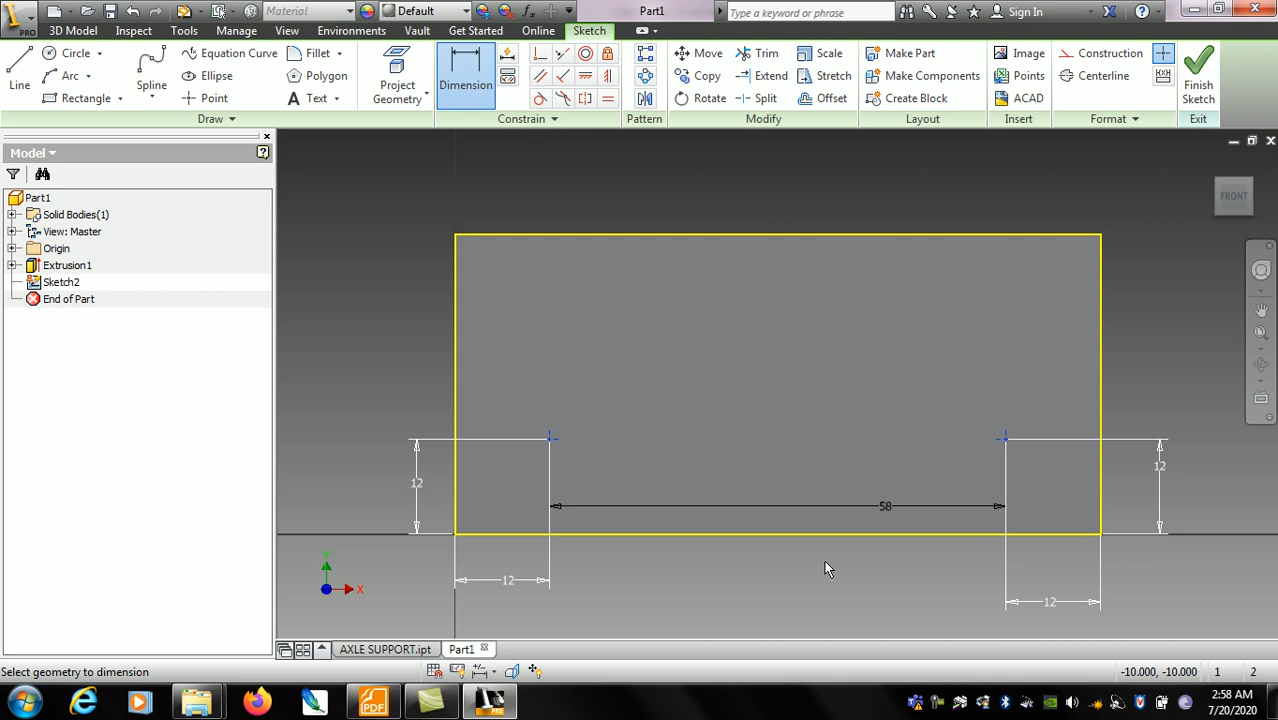 Material Default Part1 Type a keyword or phrase Sign In
PRO 3D Model Inspect Tools Manage View Environments Vault Get Started Online Sketch
Circle Equation Curve Fillet Move Trim Scale Make Part Image Construction
Line Arc Spline Ellipse Polygon Project Geometry Dimension Copy Extend Stretch Make Components Points Centerline Finish Sketch
Rectangle Point Text Rotate Split Offset Create Block ACAD
Draw Constrain Pattern Modify Layout Insert Format Exit
Model
Part1
Solid Bodies(1)
View: Master
Origin
Extrusion1
Sketch2
End of Part
FRONT
12
12
58
12
12
Y
X
AXLE SUPPORT.ipt Part1
Select geometry to dimension -10.000, -10.000 1 2
PDF PRO 2:58 AM
7/20/2020